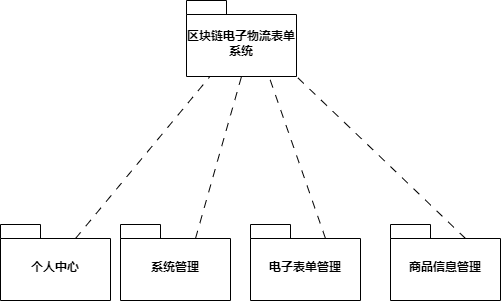 区块链电子物流表单
系统
个人中心
系统管理
电子表单管理
商品信息管理